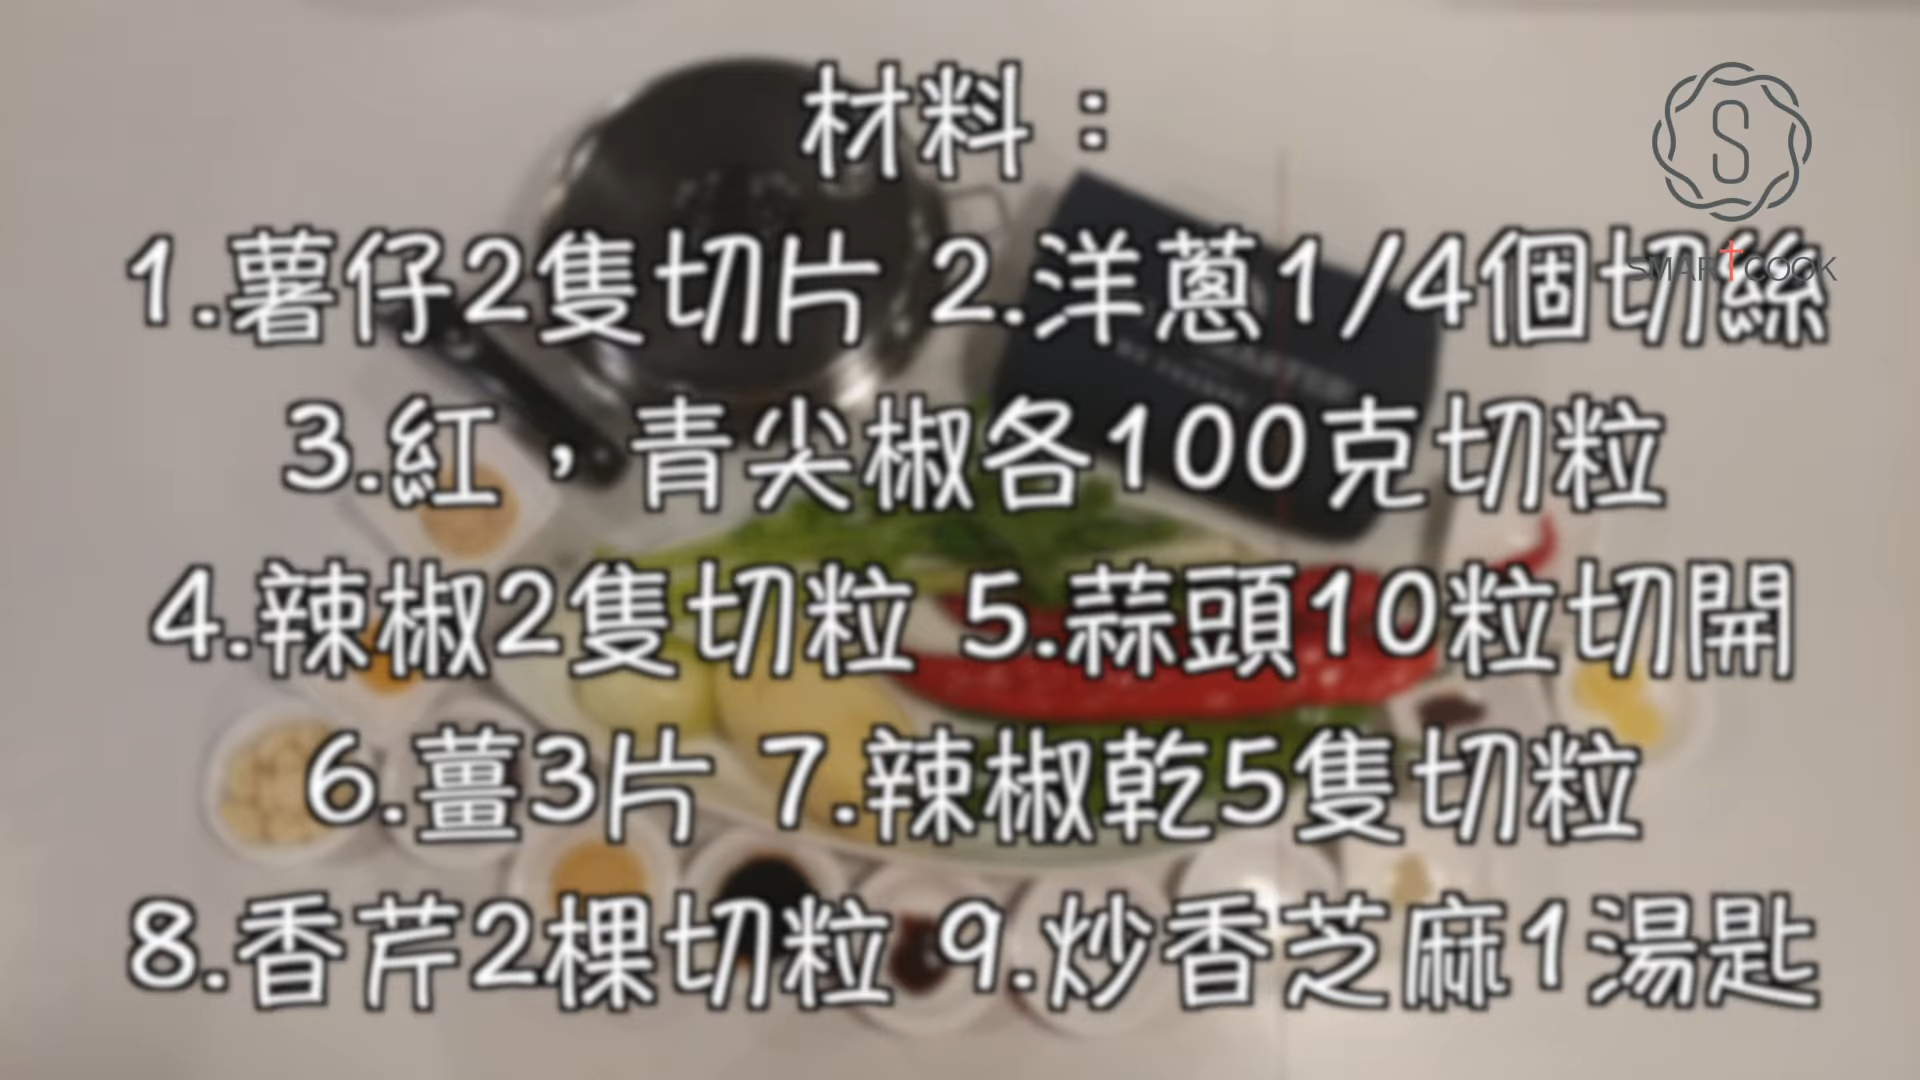 材料：
S
SMARTCOOK
1.薯仔2隻切片 2.洋蔥1/4個切絲
3.紅，青尖椒各100克切粒
4.辣椒2隻切粒 5.蒜頭10粒切開
6.薑3片 7.辣椒乾5隻切粒
8.香芹2棵切粒 9.炒香芝麻1湯匙